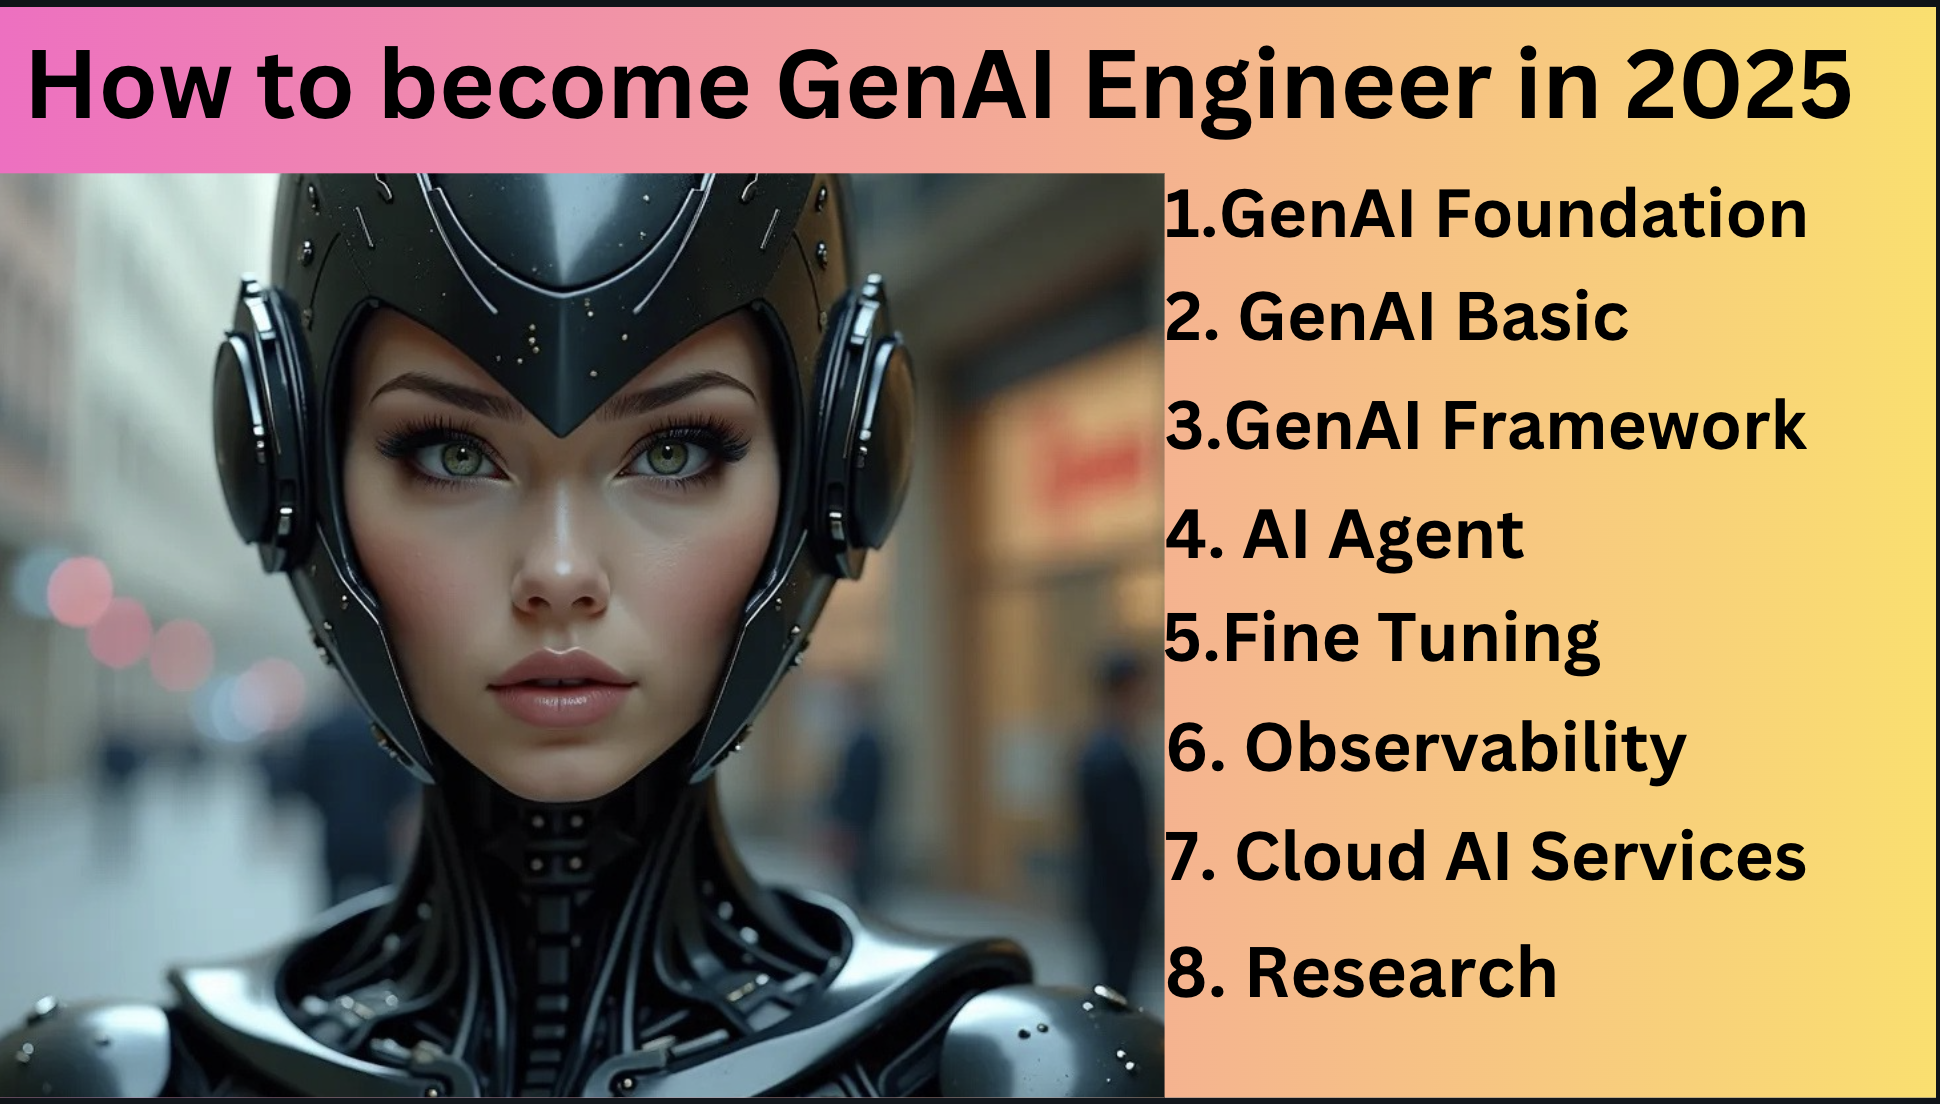 How to become GenAI Engineer in 2025
1.GenAI Foundation
2. GenAI Basic
3.GenAI Framework
4. AI Agent
5.Fine Tuning
6. Observability
7. Cloud AI Services
8. Research